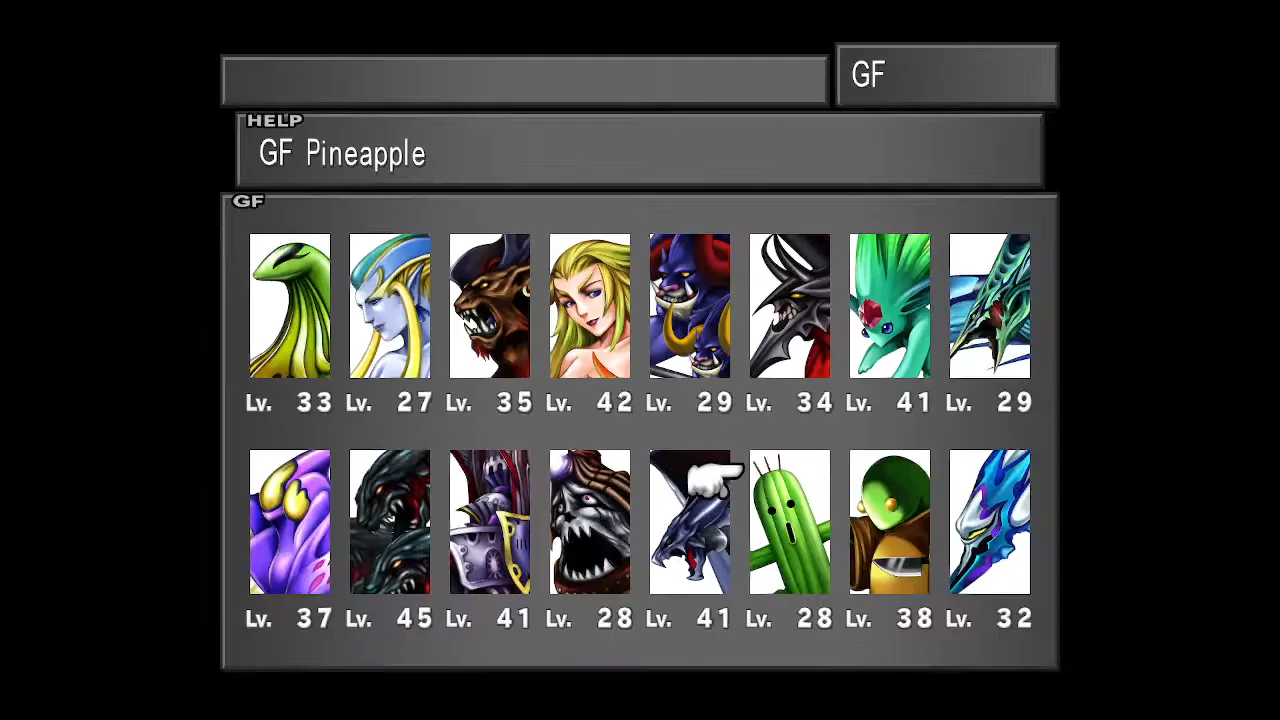 GF
HELP
GF Pineapple
GF
Lv. 33 Lv. 27 Lv. 35 Lv. 42 Lv. 29 Lv. 34 Lv. 41 Lv. 29
Lv. 37 Lv. 45 Lv. 41 Lv. 28 Lv. 41 Lv. 28 Lv. 38 Lv. 32